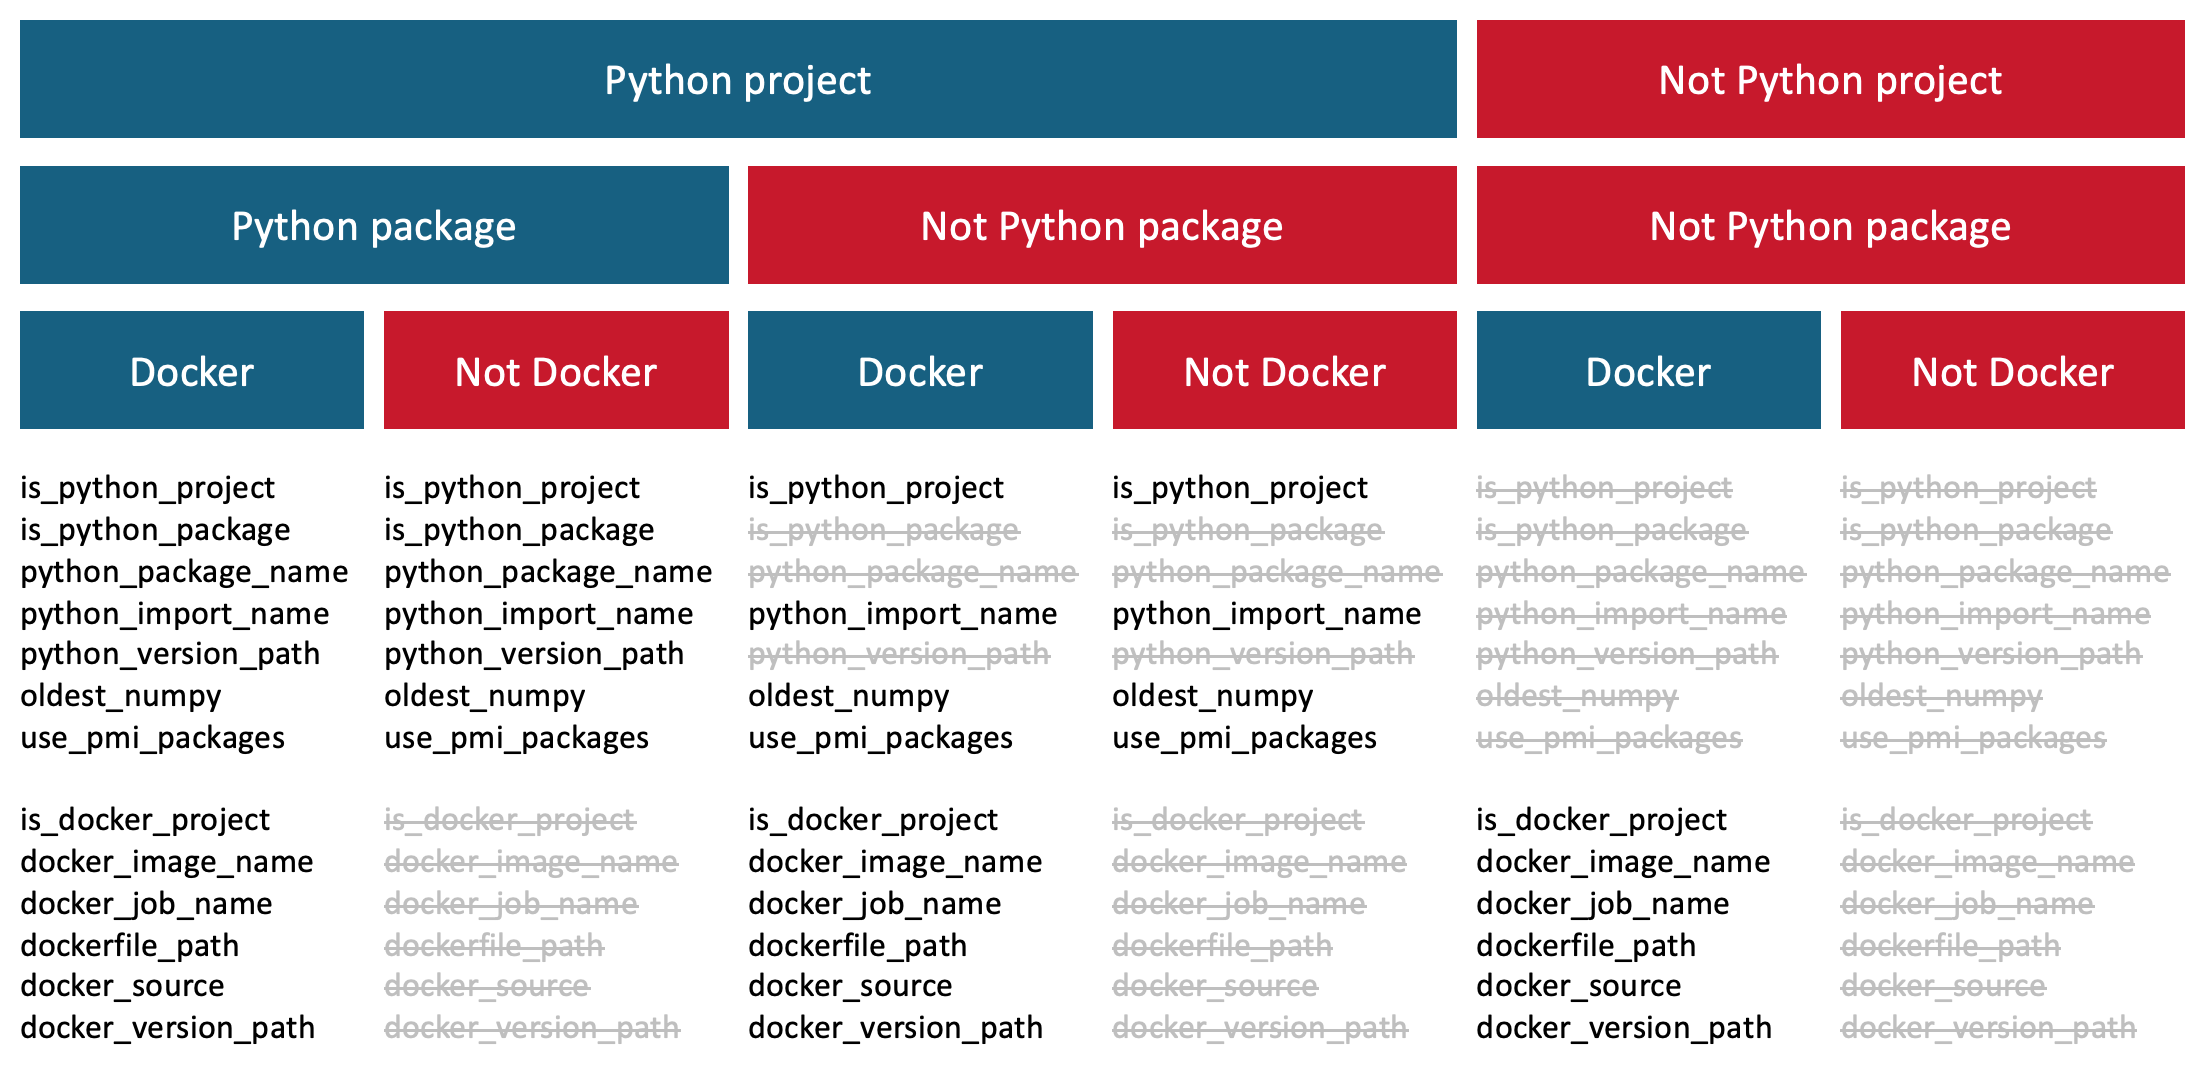 Python project
Not Python project
Python package
Not Python package
Not Python package
Docker
Not Docker
Docker
Not Docker
Docker
Not Docker
is_python_project
is_python_package
python_package_name
python_import_name
python_version_path
oldest_numpy
use_pmi_packages
is_docker_project
docker_image_name
docker_job_name
dockerfile_path
docker_source
docker_version_path
is_python_project
is_python_package
python_package_name
python_import_name
python_version_path
oldest_numpy
use_pmi_packages
is_docker_project
docker_image_name
docker_job_name
dockerfile_path
docker_source
docker_version_path
is_python_project
is_python_package
python_package_name
python_import_name
python_version_path
oldest_numpy
use_pmi_packages
is_docker_project
docker_image_name
docker_job_name
dockerfile_path
docker_source
docker_version_path
is_python_project
is_python_package
python_package_name
python_import_name
python_version_path
oldest_numpy
use_pmi_packages
is_docker_project
docker_image_name
docker_job_name
dockerfile_path
docker_source
docker_version_path
is_python_project
is_python_package
python_package_name
python_import_name
python_version_path
oldest_numpy
use_pmi_packages
is_docker_project
docker_image_name
docker_job_name
dockerfile_path
docker_source
docker_version_path
is_python_project
is_python_package
python_package_name
python_import_name
python_version_path
oldest_numpy
use_pmi_packages
is_docker_project
docker_image_name
docker_job_name
dockerfile_path
docker_source
docker_version_path